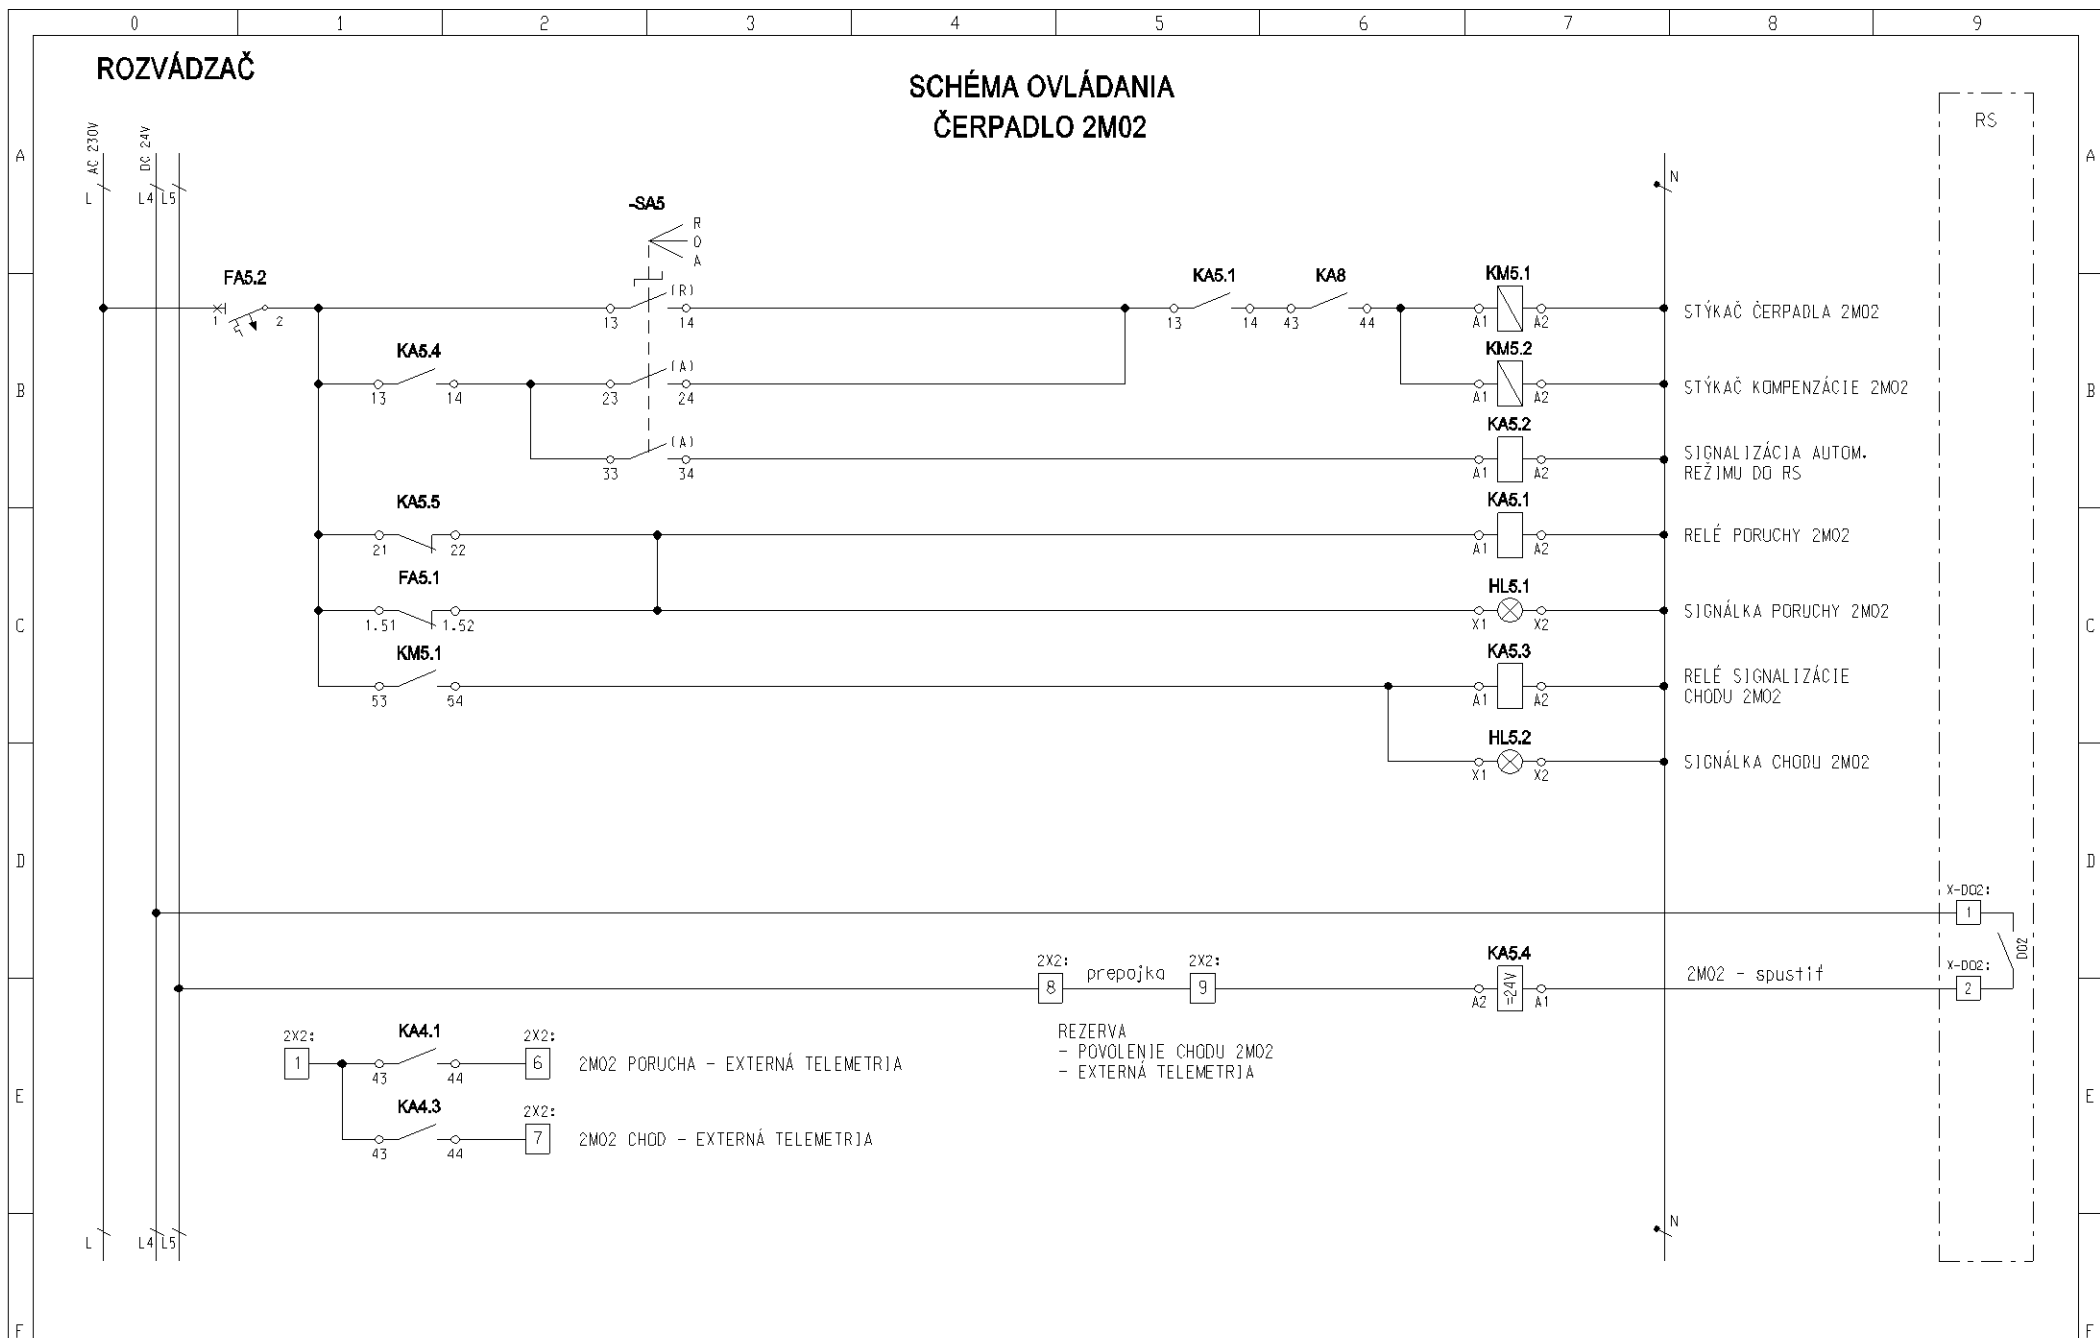 0 1 2 3 4 5 6 7 8 9
ROZVÁDZAČ
SCHÉMA OVLÁDANIA
ČERPADLO 2M02
RS
A A
AC 230V DC 24V
L L4 L5 N
-SA5
R
0
A
FA5.2 KA5.1 KA8 KM5.1
(R)
1 2 13 14 13 14 43 44 A1 A2
STÝKAČ ČERPADLA 2M02
KA5.4 KM5.2
(A)
B B
13 14 23 24 A1 A2
STÝKAČ KOMPENZÁCIE 2M02
KA5.2
(A)
33 34 A1 A2
SIGNALIZÁCIA AUTOM.
REŽIMU DO RS
KA5.5 KA5.1
21 22 A1 A2
RELÉ PORUCHY 2M02
FA5.1 HL5.1
1.51 1.52 X1 X2
SIGNÁLKA PORUCHY 2M02
C C
KM5.1 KA5.3
53 54 A1 A2
RELÉ SIGNALIZÁCIE
CHODU 2M02
HL5.2
X1 X2
SIGNÁLKA CHODU 2M02
D D
X-DO2:
1
DO2
2X2: prepojka 2X2: KA5.4
8 9 A2 =24V A1
2M02 - spustiť
X-DO2:
2
2X2: KA4.1 2X2:
1 43 44 6
2M02 PORUCHA - EXTERNÁ TELEMETRIA
REZERVA
- POVOLENIE CHODU 2M02
- EXTERNÁ TELEMETRIA
E E
KA4.3 2X2:
43 44 7
2M02 CHOD - EXTERNÁ TELEMETRIA
L L4 L5 N
F F